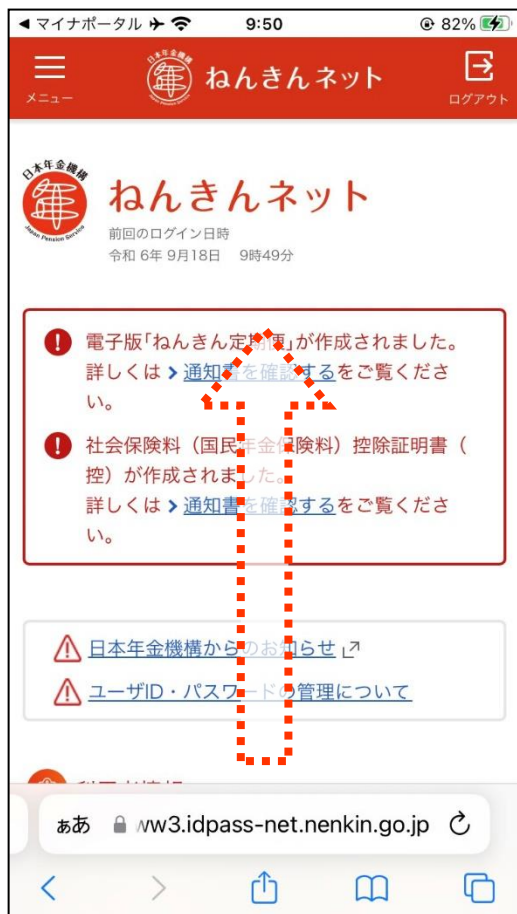 マイナポータル 9:50 82%
メニュー
日本年金機構
ねんきんネット
ログアウト
日本年金機構
Japan Pension Service
ねんきんネット
前回のログイン日時
令和 6年 9月18日 9時49分
電子版「ねんきん定期便」が作成されました。
詳しくは 通知書を確認するをご覧くださ
い。
社会保険料（国民年金保険料）控除証明書（
控）が作成されました。
詳しくは 通知書を確認するをご覧くださ
い。
日本年金機構からのお知らせ
ユーザID・パスワードの管理について
ぁあ ww3.idpass-net.nenkin.go.jp